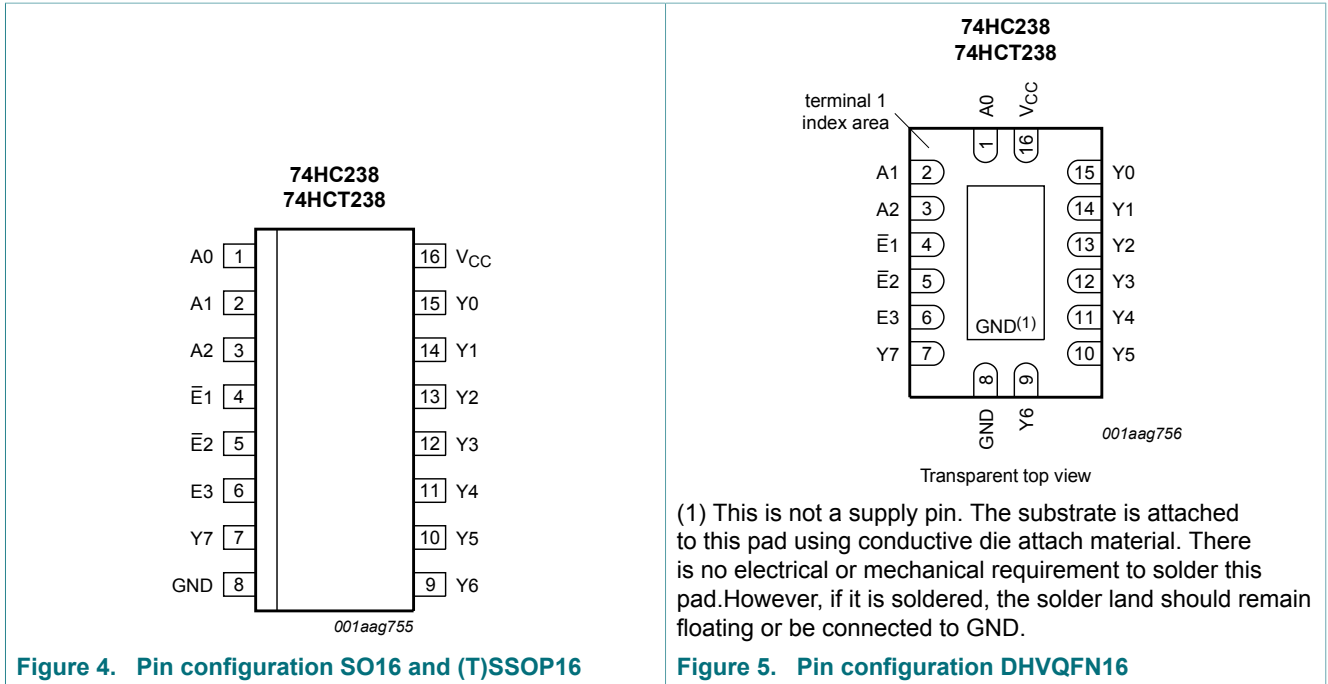 74HC238
74HCT238
A0 1
A1 2
A2 3
E̅1 4
E̅2 5
E3 6
Y7 7
GND 8
16 VCC
15 Y0
14 Y1
13 Y2
12 Y3
11 Y4
10 Y5
9 Y6
001aag755
Figure 4. Pin configuration SO16 and (T)SSOP16
74HC238
74HCT238
terminal 1
index area
A0
VCC
1
16
A1 2
A2 3
E̅1 4
E̅2 5
E3 6
Y7 7
15 Y0
14 Y1
13 Y2
12 Y3
11 Y4
10 Y5
GND(1)
8
9
GND
Y6
001aag756
Transparent top view
(1) This is not a supply pin. The substrate is attached
to this pad using conductive die attach material. There
is no electrical or mechanical requirement to solder this
pad.However, if it is soldered, the solder land should remain
floating or be connected to GND.
Figure 5. Pin configuration DHVQFN16